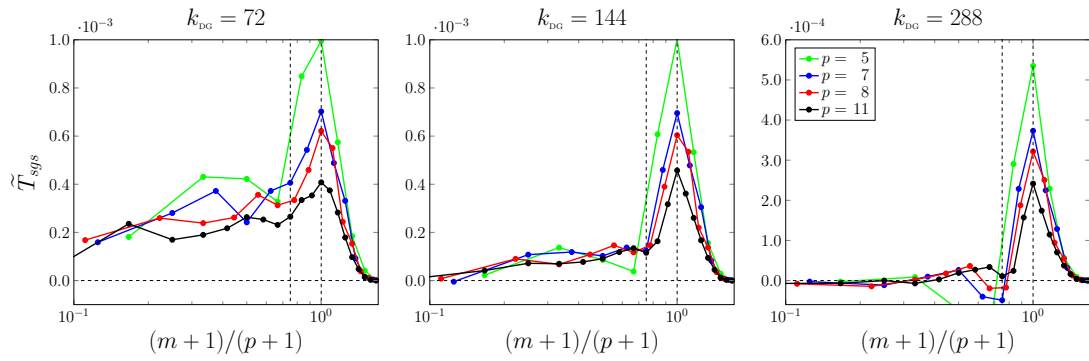 k_DG = 72
k_DG = 144
k_DG = 288
·10⁻³
·10⁻³
·10⁻⁴
1.0
0.8
0.6
0.4
0.2
0.0
T̃_sgs
10⁻¹
10⁰
(m + 1)/(p + 1)
1.0
0.8
0.6
0.4
0.2
0.0
10⁻¹
10⁰
(m + 1)/(p + 1)
6.0
5.0
4.0
3.0
2.0
1.0
0.0
p = 5
p = 7
p = 8
p = 11
10⁻¹
10⁰
(m + 1)/(p + 1)